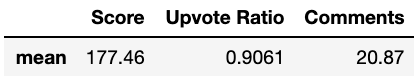 Score Upvote Ratio Comments
mean 177.46 0.9061 20.87